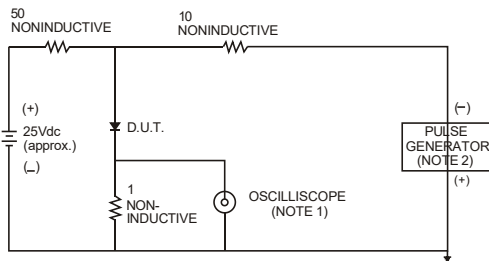 50
NONINDUCTIVE
10
NONINDUCTIVE
(+)
25Vdc
(approx.)
(–)
D.U.T.
1
NON-
INDUCTIVE
OSCILLISCOPE
(NOTE 1)
(–)
PULSE
GENERATOR
(NOTE 2)
(+)